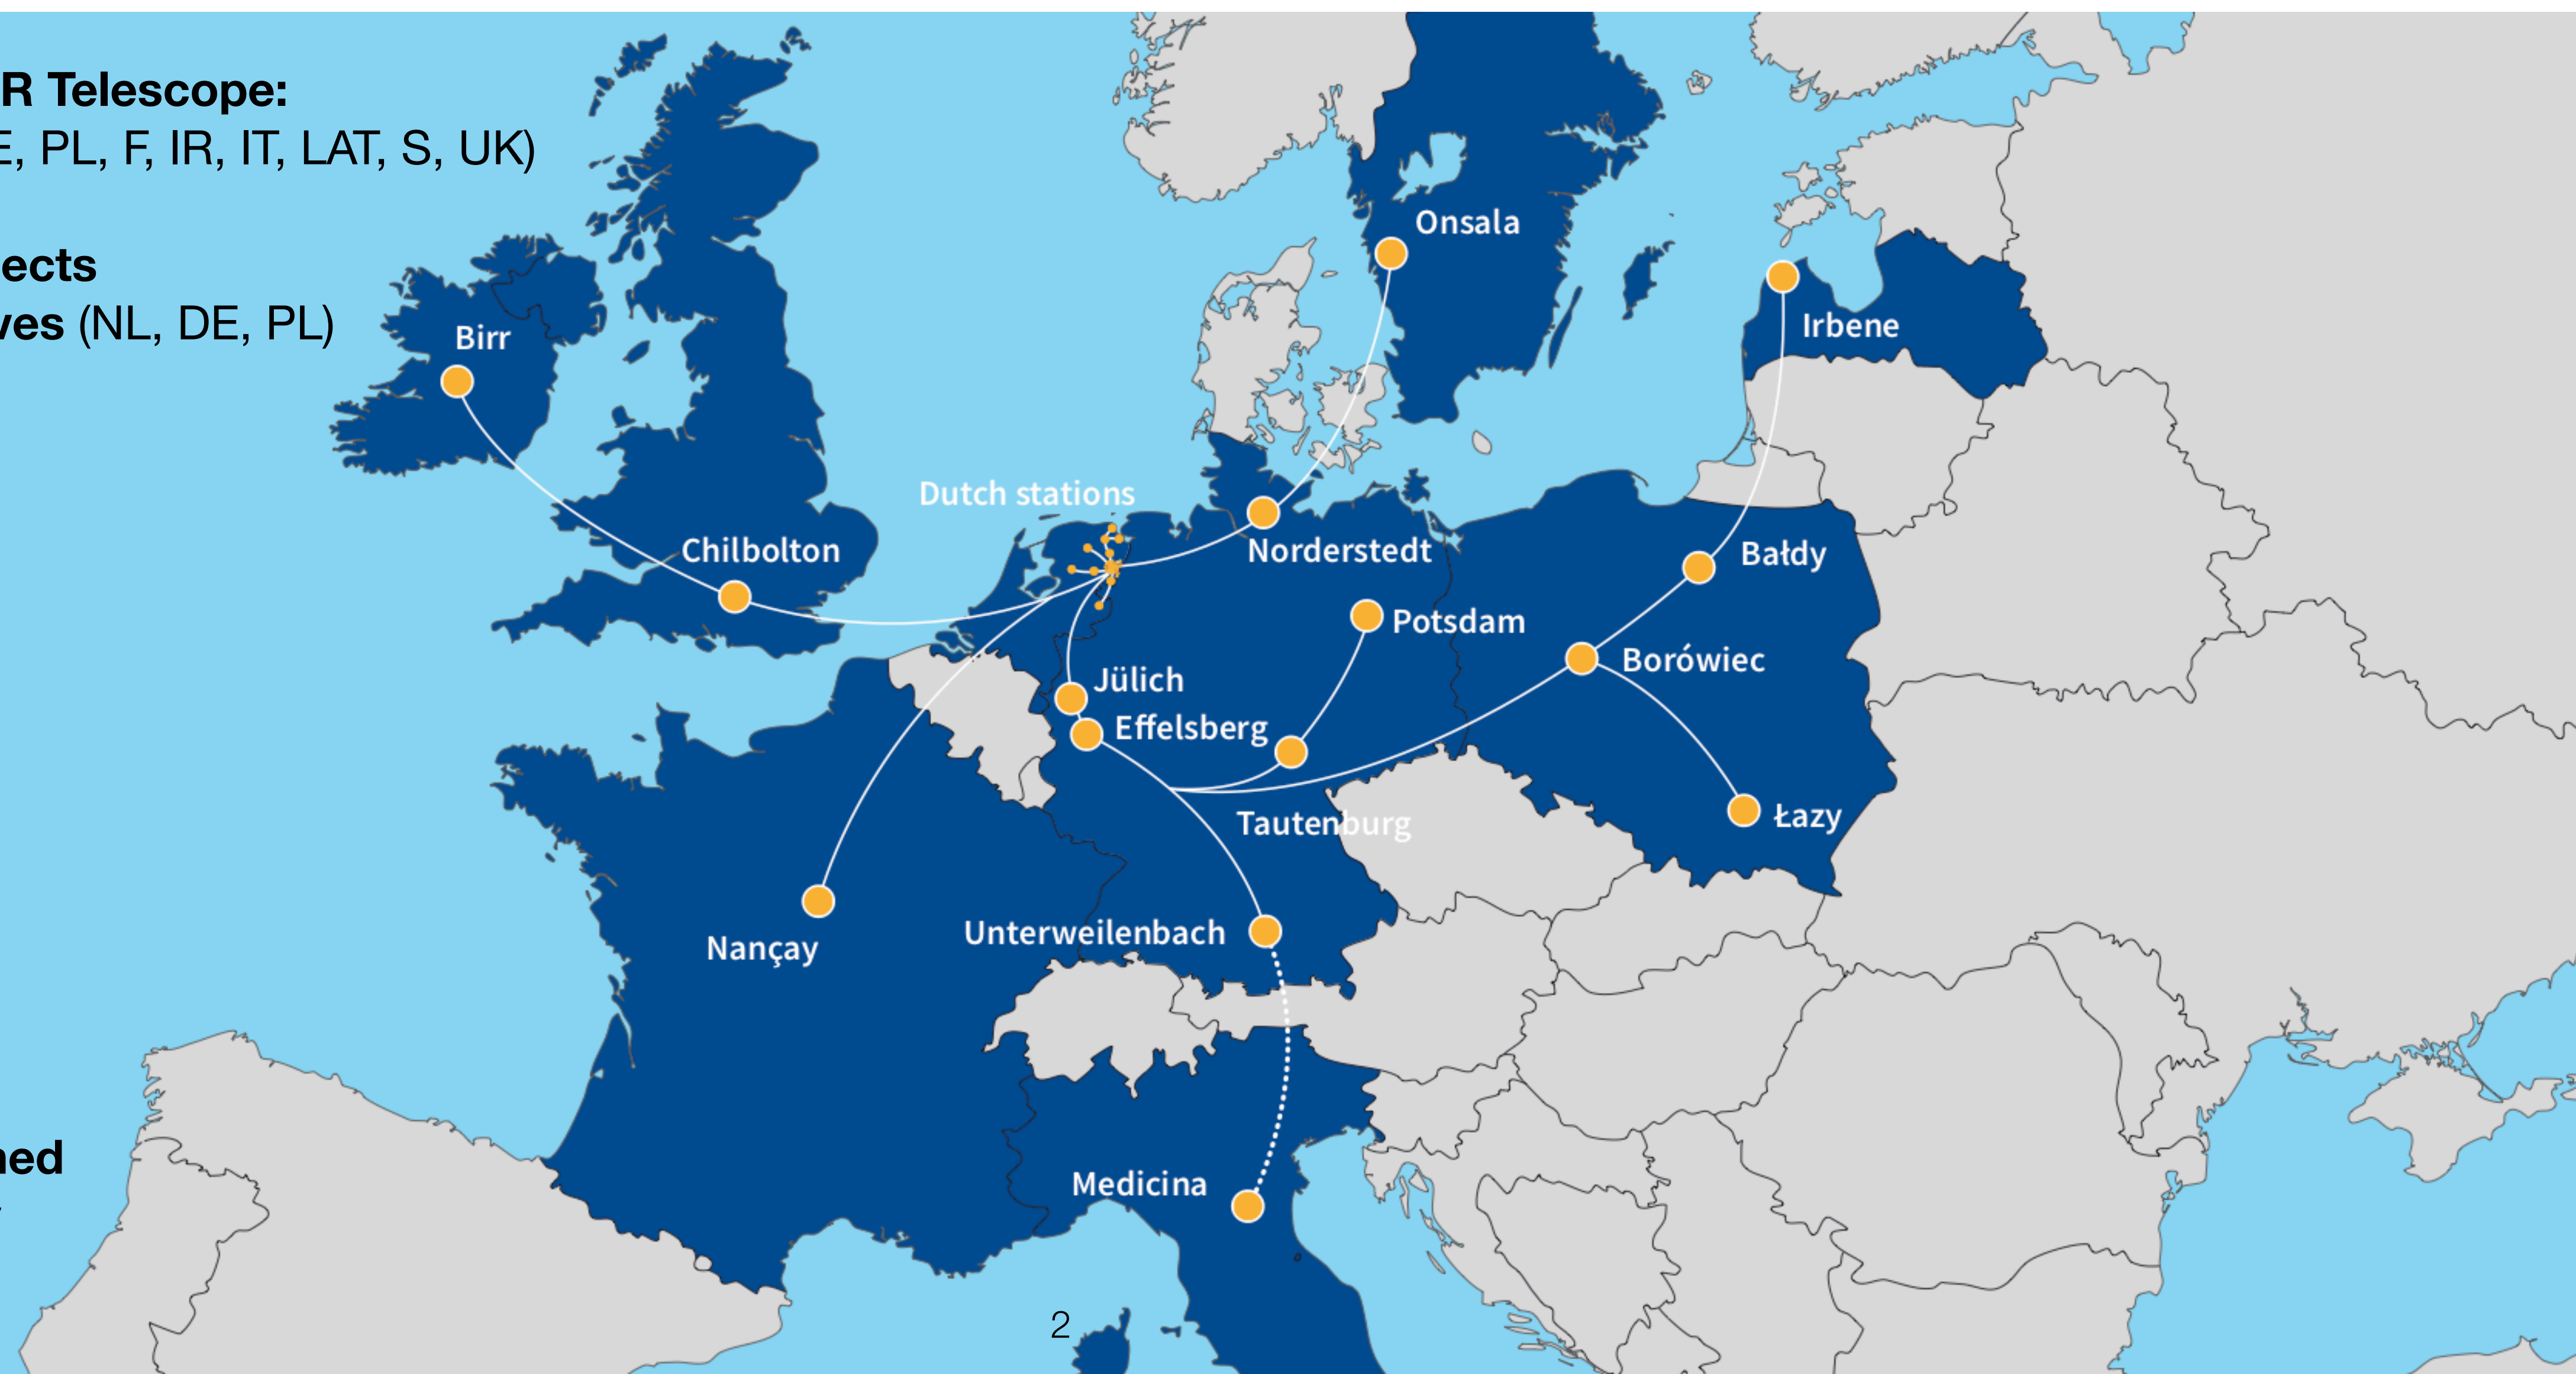 R Telescope:
E, PL, F, IR, IT, LAT, S, UK)
ects
ves (NL, DE, PL)
Onsala
Irbene
Birr
Dutch stations
Chilbolton
Norderstedt
Bałdy
Potsdam
Borówiec
Jülich
Effelsberg
Tautenburg
Łazy
Unterweilenbach
Nançay
ned
Medicina
2